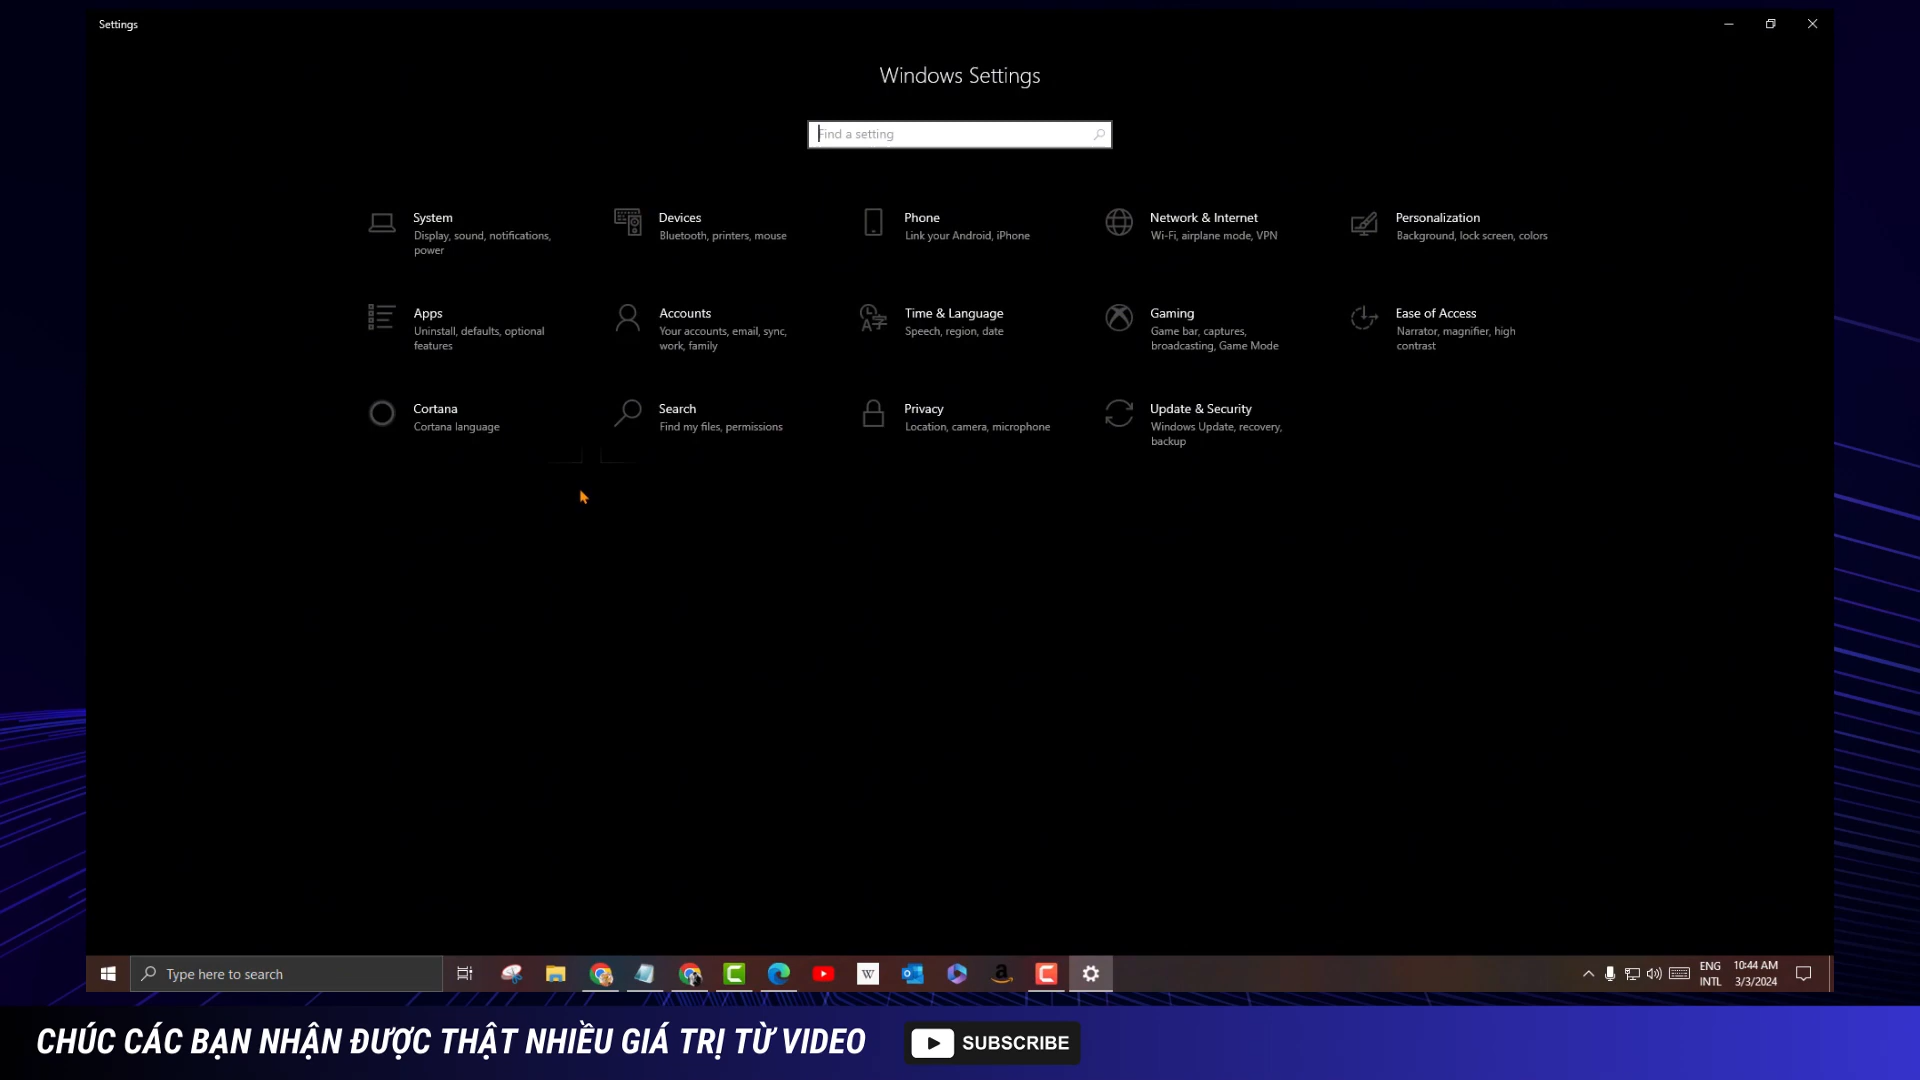 Settings
Windows Settings
Find a setting
System
Display, sound, notifications,
power
Devices
Bluetooth, printers, mouse
Phone
Link your Android, iPhone
Network & Internet
Wi-Fi, airplane mode, VPN
Personalization
Background, lock screen, colors
Apps
Uninstall, defaults, optional
features
Accounts
Your accounts, email, sync,
work, family
Time & Language
Speech, region, date
Gaming
Game bar, captures,
broadcasting, Game Mode
Ease of Access
Narrator, magnifier, high
contrast
Cortana
Cortana language
Search
Find my files, permissions
Privacy
Location, camera, microphone
Update & Security
Windows Update, recovery,
backup
Type here to search
W
a
ENG
INTL
10:44 AM
3/3/2024
CHÚC CÁC BẠN NHẬN ĐƯỢC THẬT NHIỀU GIÁ TRỊ TỪ VIDEO
SUBSCRIBE